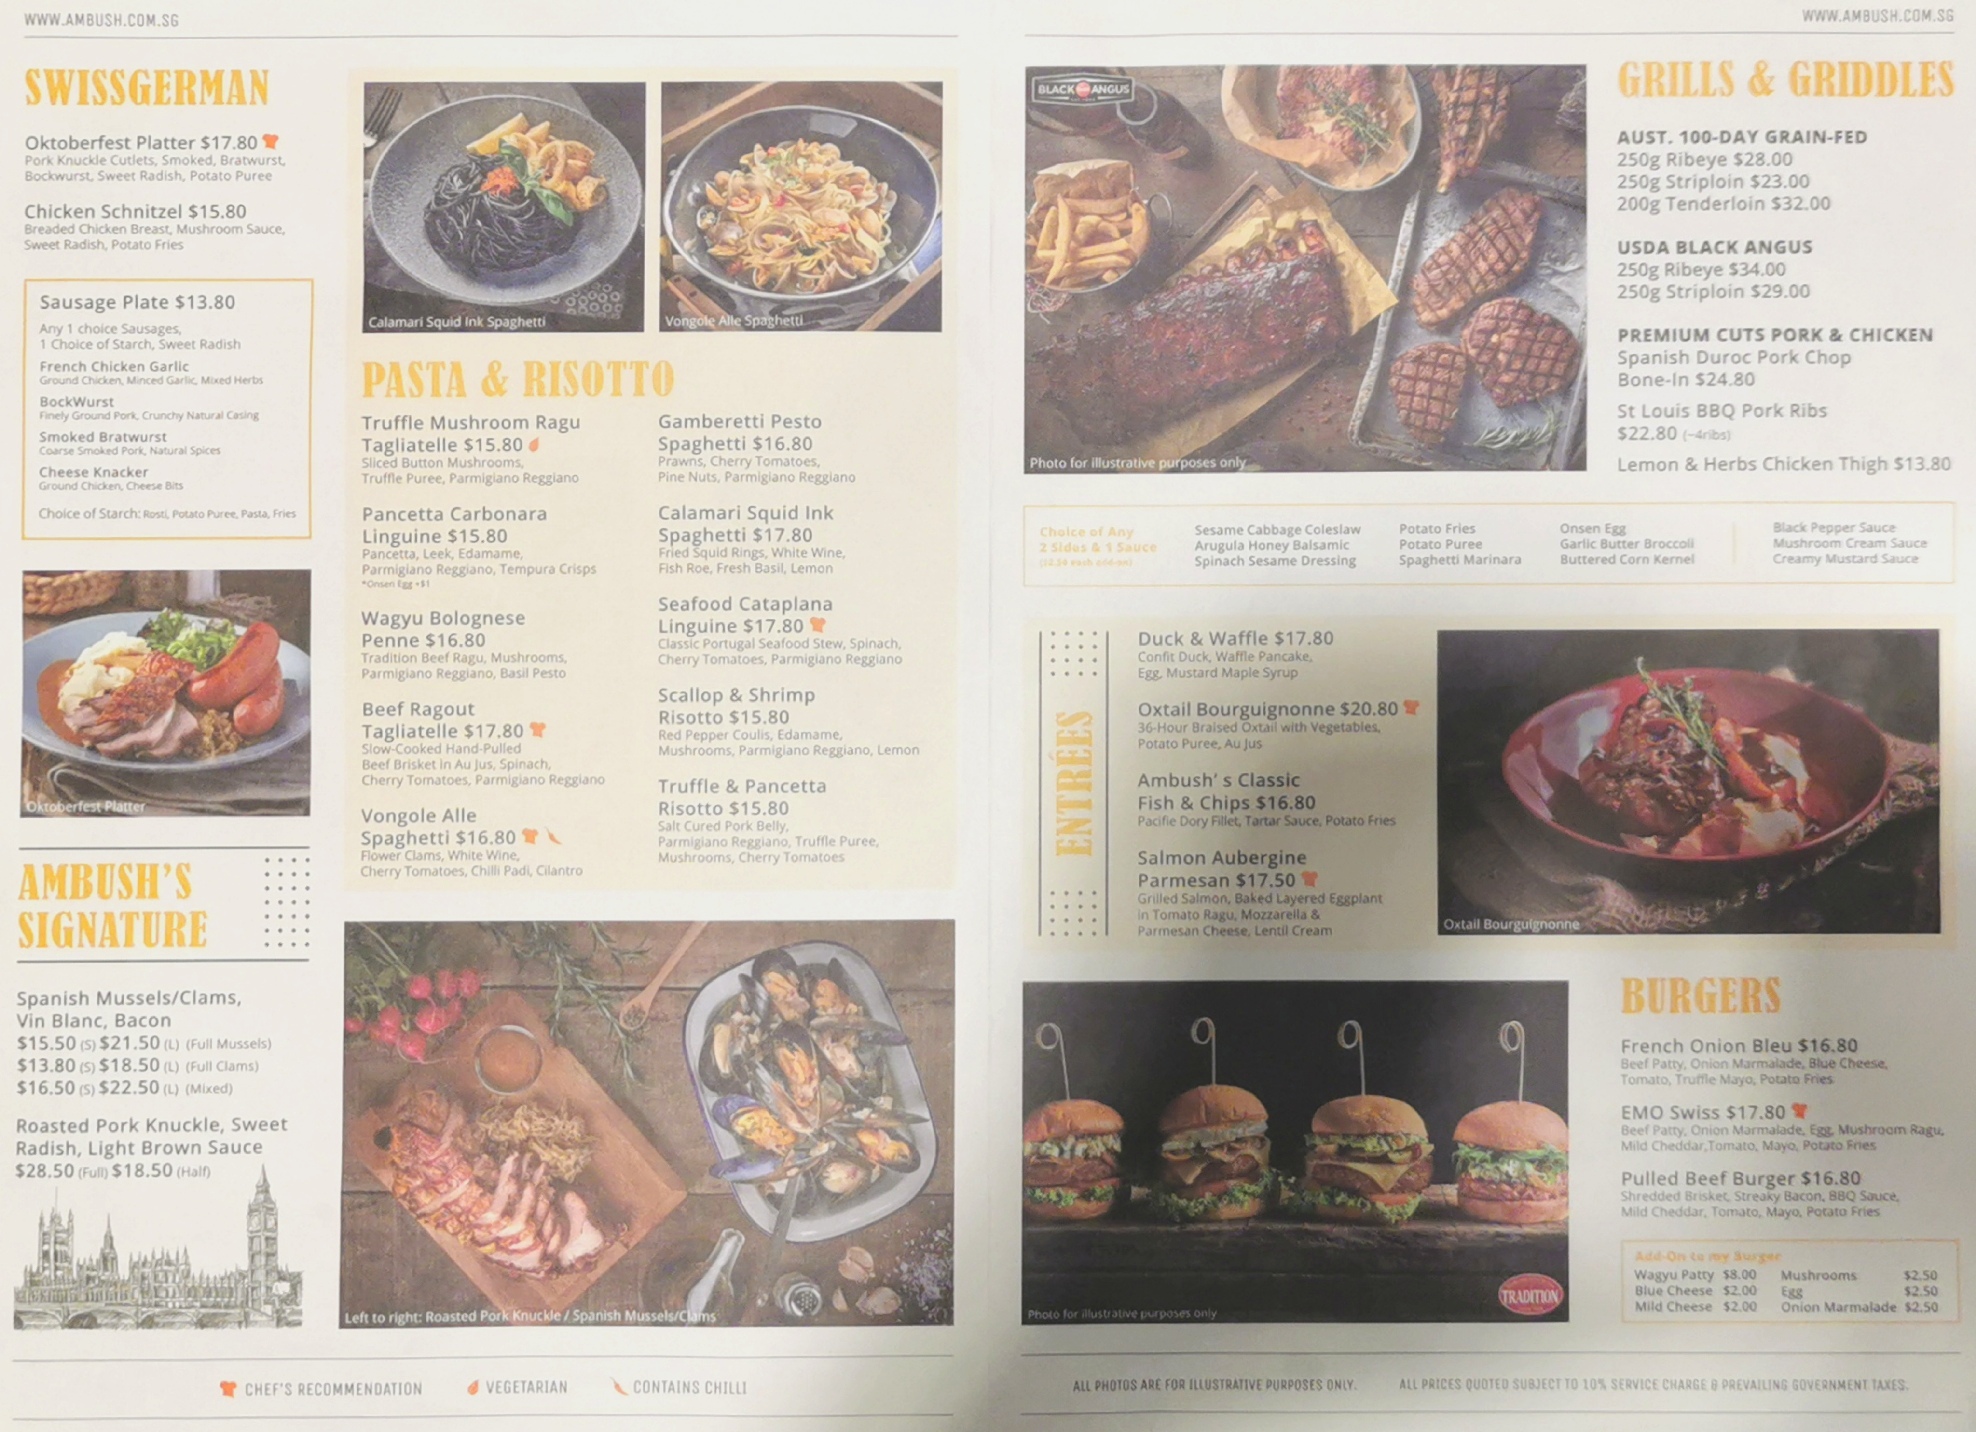 WWW.AMBUSH.COM.SG
SWISSGERMAN
Oktoberfest Platter $17.80
Pork Knuckle Cutlets, Smoked, Bratwurst,
Bockwurst, Sweet Radish, Potato Puree
Chicken Schnitzel $15.80
Breaded Chicken Breast, Mushroom Sauce,
Sweet Radish, Potato Fries
Sausage Plate $13.80
Any 1 choice Sausages,
1 Choice of Starch, Sweet Radish
French Chicken Garlic
Ground Chicken, Minced Garlic, Mixed Herbs
BockWurst
Finely Ground Pork, Crunchy Natural Casing
Smoked Bratwurst
Coarse Smoked Pork, Natural Spices
Cheese Knacker
Ground Chicken, Cheese Bits
Choice of Starch: Rosti, Potato Puree, Pasta, Fries
Oktoberfest Platter
AMBUSH'S
SIGNATURE
Spanish Mussels/Clams,
Vin Blanc, Bacon
$15.50 (S) $21.50 (L) (Full Mussels)
$13.80 (S) $18.50 (L) (Full Clams)
$16.50 (S) $22.50 (L) (Mixed)
Roasted Pork Knuckle, Sweet
Radish, Light Brown Sauce
$28.50 (Full) $18.50 (Half)
Calamari Squid Ink Spaghetti
Vongole Alle Spaghetti
PASTA & RISOTTO
Truffle Mushroom Ragu
Tagliatelle $15.80
Sliced Button Mushrooms,
Truffle Puree, Parmigiano Reggiano
Pancetta Carbonara
Linguine $15.80
Pancetta, Leek, Edamame,
Parmigiano Reggiano, Tempura Crisps
*Onsen Egg +$1
Wagyu Bolognese
Penne $16.80
Tradition Beef Ragu, Mushrooms,
Parmigiano Reggiano, Basil Pesto
Beef Ragout
Tagliatelle $17.80
Slow-Cooked Hand-Pulled
Beef Brisket in Au Jus, Spinach,
Cherry Tomatoes, Parmigiano Reggiano
Vongole Alle
Spaghetti $16.80
Flower Clams, White Wine,
Cherry Tomatoes, Chilli Padi, Cilantro
Gamberetti Pesto
Spaghetti $16.80
Prawns, Cherry Tomatoes,
Pine Nuts, Parmigiano Reggiano
Calamari Squid Ink
Spaghetti $17.80
Fried Squid Rings, White Wine,
Fish Roe, Fresh Basil, Lemon
Seafood Cataplana
Linguine $17.80
Classic Portugal Seafood Stew, Spinach,
Cherry Tomatoes, Parmigiano Reggiano
Scallop & Shrimp
Risotto $15.80
Red Pepper Coulis, Edamame,
Mushrooms, Parmigiano Reggiano, Lemon
Truffle & Pancetta
Risotto $15.80
Salt Cured Pork Belly,
Parmigiano Reggiano, Truffle Puree,
Mushrooms, Cherry Tomatoes
Left to right: Roasted Pork Knuckle / Spanish Mussels/Clams
CHEF'S RECOMMENDATION
VEGETARIAN
CONTAINS CHILLI
WWW.AMBUSH.COM.SG
BLACK ANGUS
Photo for illustrative purposes only
GRILLS & GRIDDLES
AUST. 100-DAY GRAIN-FED
250g Ribeye $28.00
250g Striploin $23.00
200g Tenderloin $32.00
USDA BLACK ANGUS
250g Ribeye $34.00
250g Striploin $29.00
PREMIUM CUTS PORK & CHICKEN
Spanish Duroc Pork Chop
Bone-In $24.80
St Louis BBQ Pork Ribs
$22.80 (~4ribs)
Lemon & Herbs Chicken Thigh $13.80
Choice of Any
2 Sides & 1 Sauce
Sesame Cabbage Coleslaw
Arugula Honey Balsamic
Spinach Sesame Dressing
Potato Fries
Potato Puree
Spaghetti Marinara
Onsen Egg
Garlic Butter Broccoli
Buttered Corn Kernel
Black Pepper Sauce
Mushroom Cream Sauce
Creamy Mustard Sauce
ENTRÉES
Duck & Waffle $17.80
Confit Duck, Waffle Pancake,
Egg, Mustard Maple Syrup
Oxtail Bourguignonne $20.80
36-Hour Braised Oxtail with Vegetables,
Potato Puree, Au Jus
Ambush' s Classic
Fish & Chips $16.80
Pacific Dory Fillet, Tartar Sauce, Potato Fries
Salmon Aubergine
Parmesan $17.50
Grilled Salmon, Baked Layered Eggplant
in Tomato Ragu, Mozzarella &
Parmesan Cheese, Lentil Cream
Oxtail Bourguignonne
Photo for illustrative purposes only
TRADITION
BURGERS
French Onion Bleu $16.80
Beef Patty, Onion Marmalade, Blue Cheese,
Tomato, Truffle Mayo, Potato Fries
EMO Swiss $17.80
Beef Patty, Onion Marmalade, Egg, Mushroom Ragu,
Mild Cheddar,Tomato, Mayo, Potato Fries
Pulled Beef Burger $16.80
Shredded Brisket, Streaky Bacon, BBQ Sauce,
Mild Cheddar, Tomato, Mayo, Potato Fries
Add-On to my Burger
Wagyu Patty $8.00
Blue Cheese $2.00
Mild Cheese $2.00
Mushrooms $2.50
Egg $2.50
Onion Marmalade $2.50
ALL PHOTOS ARE FOR ILLUSTRATIVE PURPOSES ONLY.
ALL PRICES QUOTED SUBJECT TO 10% SERVICE CHARGE & PREVAILING GOVERNMENT TAXES.